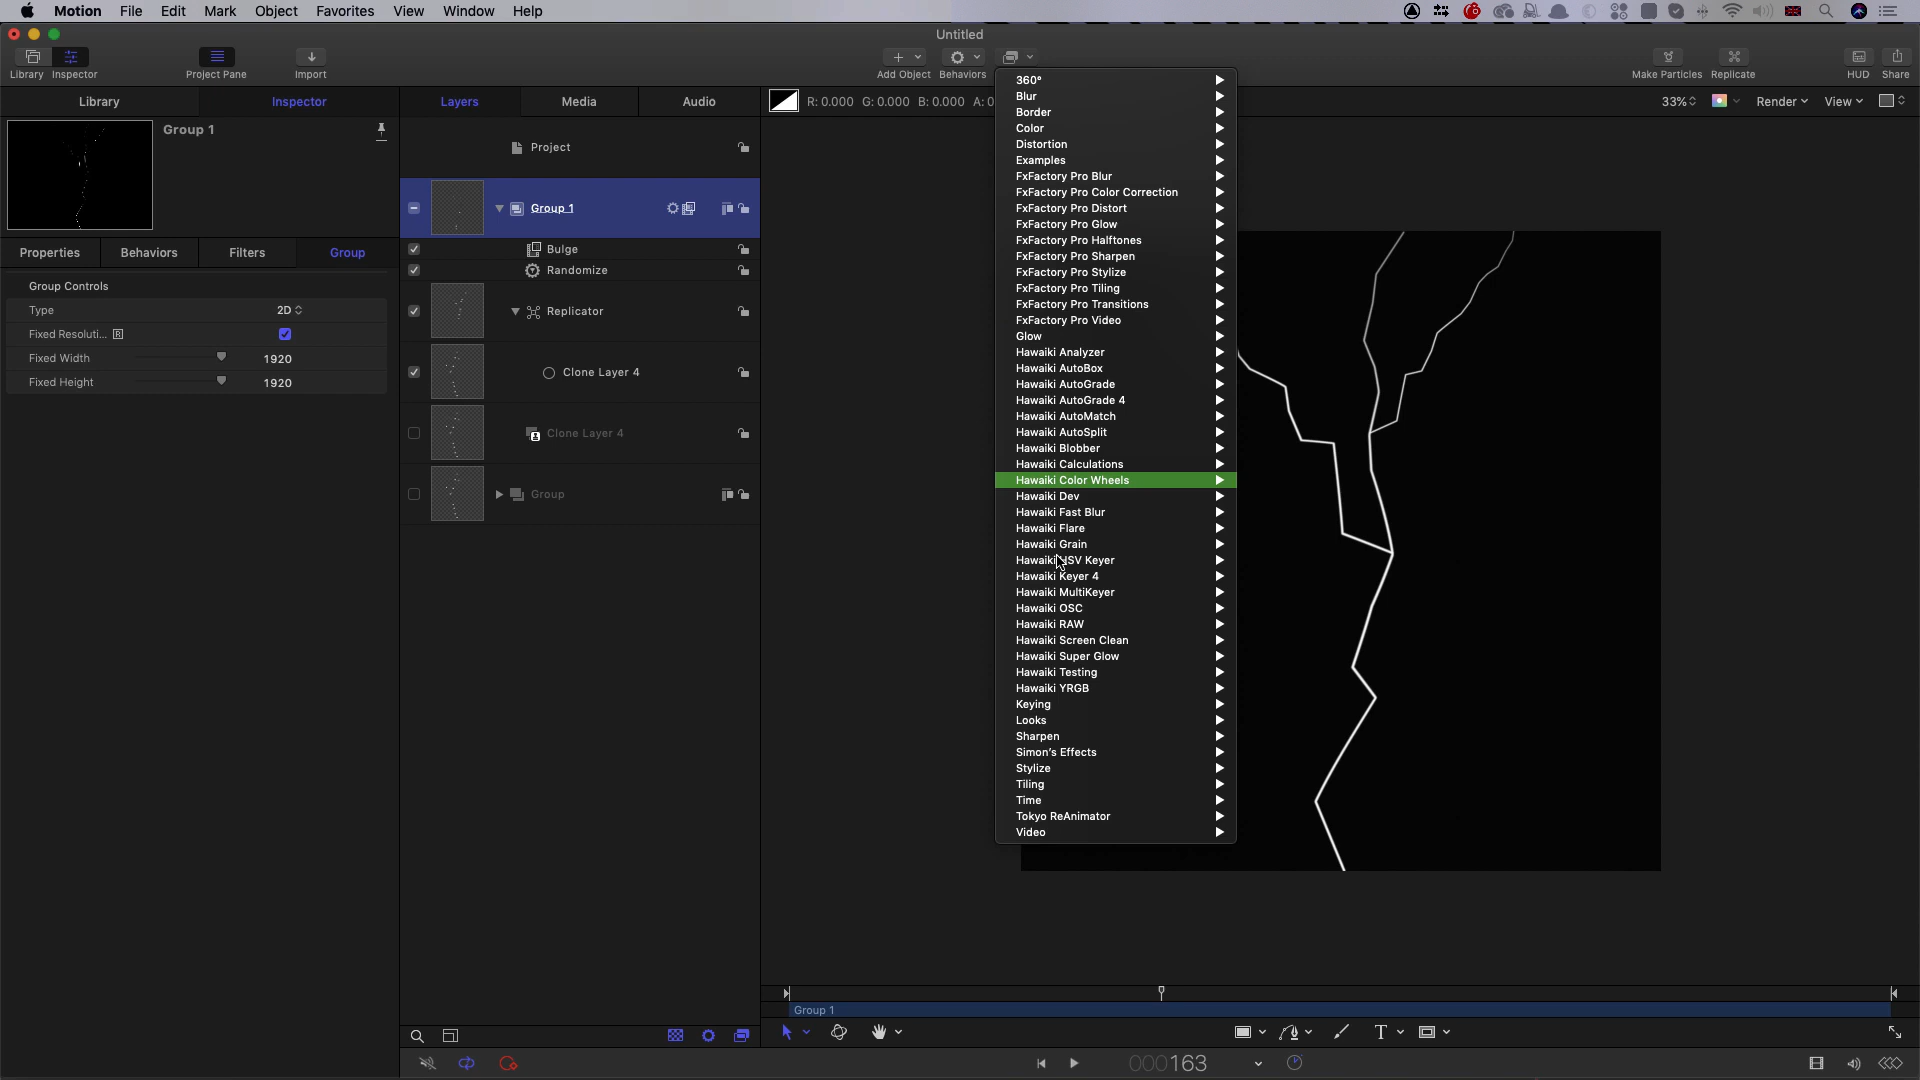 Motion File Edit Mark Object Favorites View Window Help
Untitled
Library Inspector Project Pane Import Add Object Behaviors Make Particles Replicate HUD Share
Library Inspector Layers Media Audio R: 0.000 G: 0.000 B: 0.000 A: 0 33% Render View
Group 1
Project
Group 1
Properties Behaviors Filters Group
Bulge
Randomize
Group Controls
Type 2D
Replicator
Fixed Resoluti...
Fixed Width 1920
Clone Layer 4
Fixed Height 1920
Clone Layer 4
Group
360°
Blur
Border
Color
Distortion
Examples
FxFactory Pro Blur
FxFactory Pro Color Correction
FxFactory Pro Distort
FxFactory Pro Glow
FxFactory Pro Halftones
FxFactory Pro Sharpen
FxFactory Pro Stylize
FxFactory Pro Tiling
FxFactory Pro Transitions
FxFactory Pro Video
Glow
Hawaiki Analyzer
Hawaiki AutoBox
Hawaiki AutoGrade
Hawaiki AutoGrade 4
Hawaiki AutoMatch
Hawaiki AutoSplit
Hawaiki Blobber
Hawaiki Calculations
Hawaiki Color Wheels
Hawaiki Dev
Hawaiki Fast Blur
Hawaiki Flare
Hawaiki Grain
Hawaiki HSV Keyer
Hawaiki Keyer 4
Hawaiki MultiKeyer
Hawaiki OSC
Hawaiki RAW
Hawaiki Screen Clean
Hawaiki Super Glow
Hawaiki Testing
Hawaiki YRGB
Keying
Looks
Sharpen
Simon's Effects
Stylize
Tiling
Time
Tokyo ReAnimator
Video
Group 1
000163